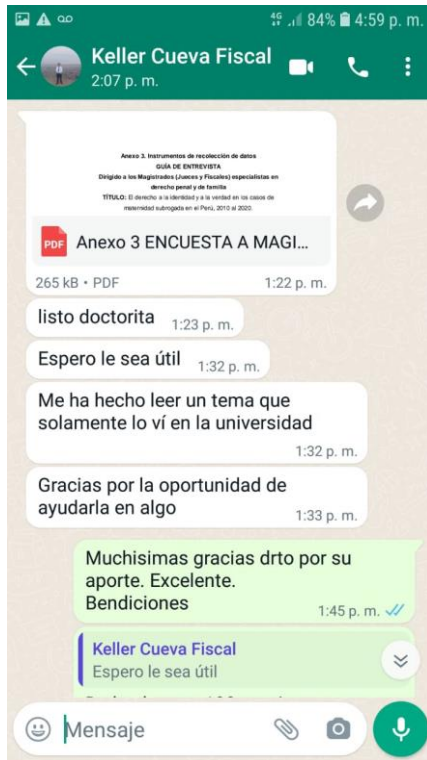 4G 84% 4:59 p. m.
Keller Cueva Fiscal
2:07 p. m.
Anexo 3. Instrumentos de recolección de datos
GUÍA DE ENTREVISTA
Dirigido a los Magistrados (Jueces y Fiscales) especialistas en
derecho penal y de familia
TÍTULO: El derecho a la identidad y a la verdad en los casos de
maternidad subrogada en el Perú, 2010 al 2020.
PDF Anexo 3 ENCUESTA A MAGI...
265 kB • PDF 1:22 p. m.
listo doctorita 1:23 p. m.
Espero le sea útil 1:32 p. m.
Me ha hecho leer un tema que
solamente lo ví en la universidad
1:32 p. m.
Gracias por la oportunidad de
ayudarla en algo 1:33 p. m.
Muchisimas gracias drto por su
aporte. Excelente.
Bendiciones 1:45 p. m.
Keller Cueva Fiscal
Espero le sea útil
Mensaje